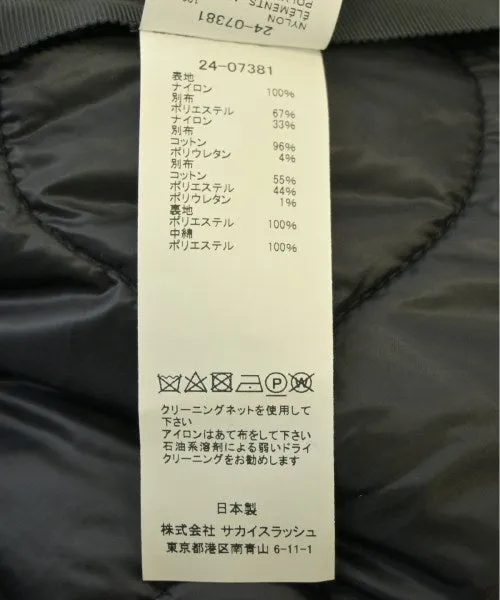 NYLON
ÉLÉMENTS
24-07381
24-07381
表地
ナイロン 100%
別布
ポリエステル 67%
ナイロン 33%
別布
コットン 96%
ポリウレタン 4%
別布
コットン 55%
ポリエステル 44%
ポリウレタン 1%
裏地
ポリエステル 100%
中綿
ポリエステル 100%
クリーニングネットを使用して
下さい
アイロンはあて布をして下さい
石油系溶剤による弱いドライ
クリーニングをお勧めします
日本製
株式会社 サカイスラッシュ
東京都港区南青山 6-11-1